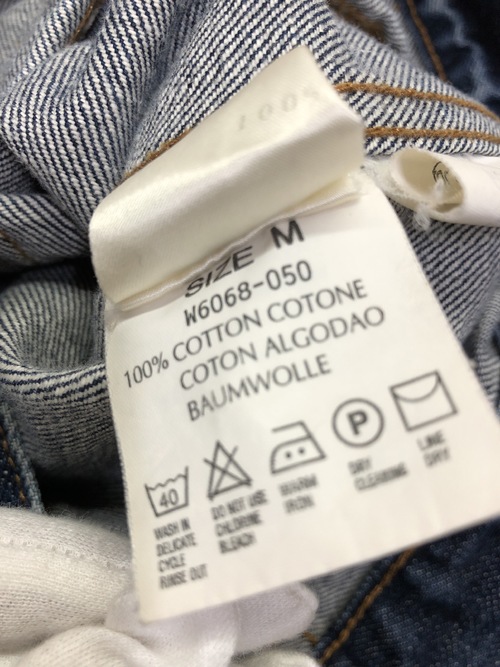 100%
SIZE M
W6068-050
100% COTTON COTONE
COTON ALGODAO
BAUMWOLLE
40
P
WASH IN
DELICATE
CYCLE
RINSE OUT
DO NOT USE
CHLORINE
BLEACH
WARM
IRON
DRY
CLEANING
LINE
DRY